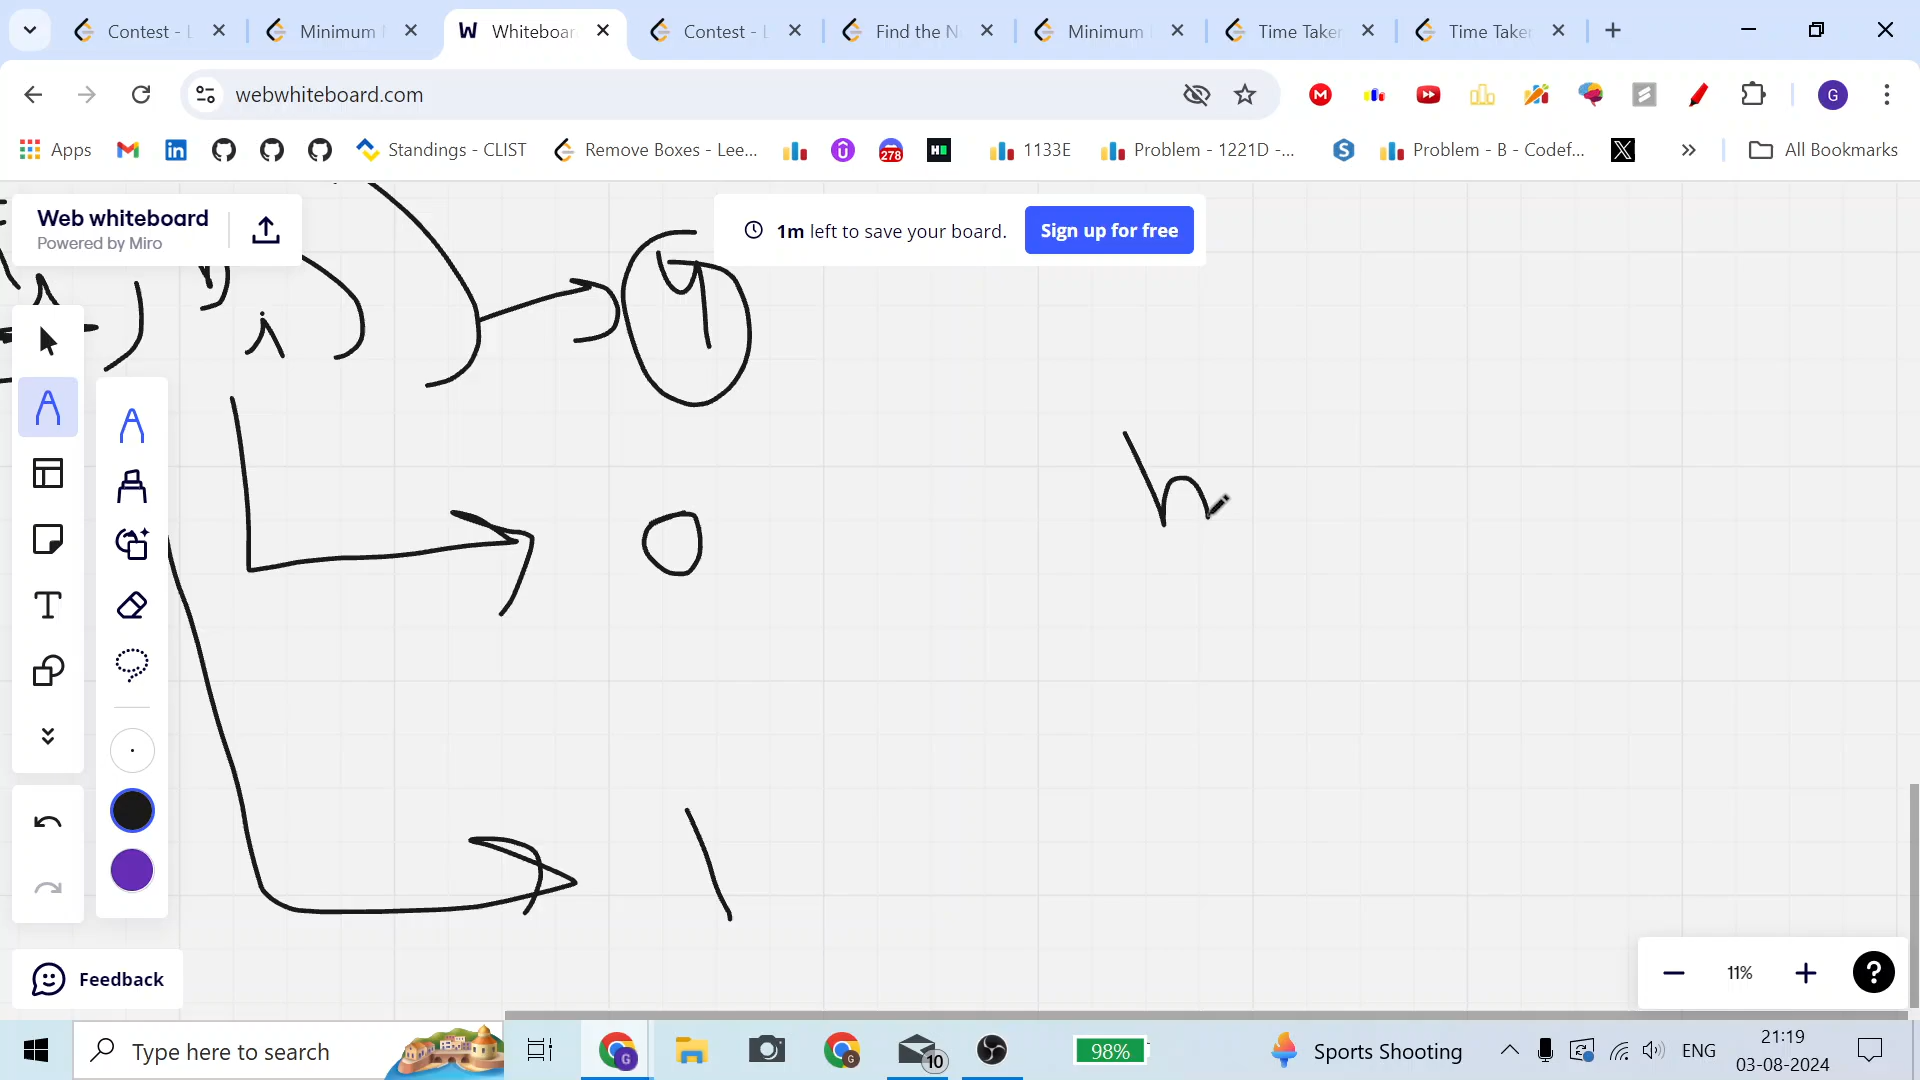 Contest - L
Minimum N
Whiteboar
Contest - L
Find the N
Minimum
Time Taken
Time Taken
webwhiteboard.com
G
Apps
Standings - CLIST
Remove Boxes - Lee...
278
1133E
Problem - 1221D -...
Problem - B - Codef...
All Bookmarks
Web whiteboard
Powered by Miro
1m left to save your board.
Sign up for free
i
0
1
h
Feedback
11%
Type here to search
10
98%
Sports Shooting
ENG
21:19
03-08-2024